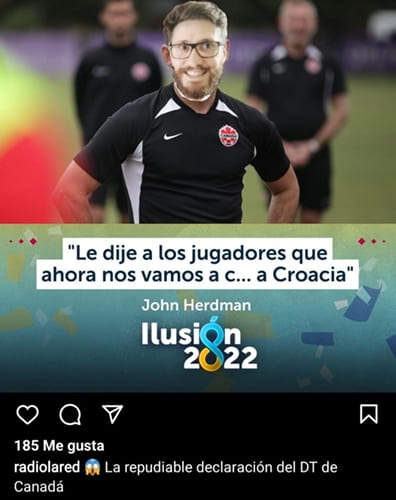 CANADA
"Le dije a los jugadores que
ahora nos vamos a c... a Croacia"
John Herdman
Ilusión
2022
185 Me gusta
radiolared 😱 La repudiable declaración del DT de
Canadá